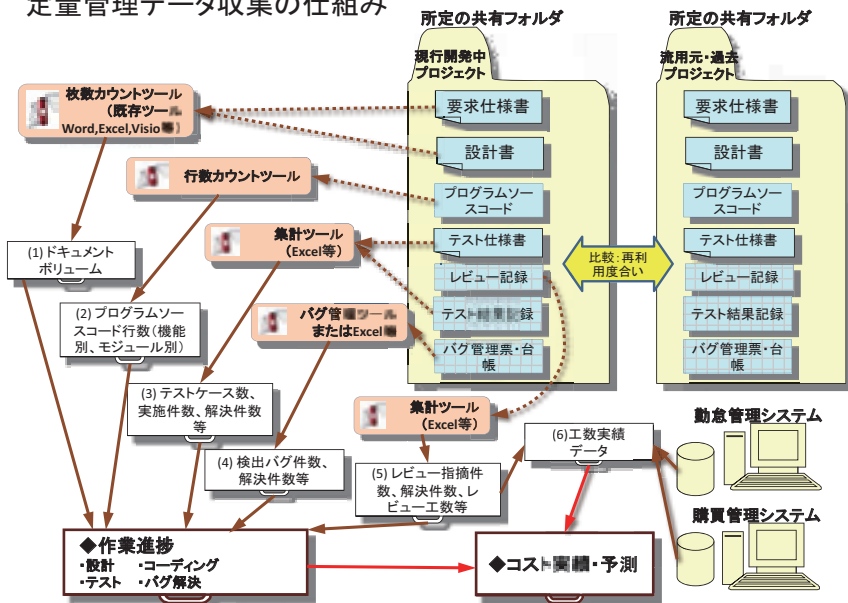 定量管理データ収集の仕組み
所定の共有フォルダ
現行開発中
プロジェクト
要求仕様書
設計書
プログラムソー
スコード
テスト仕様書
レビュー記録
テスト 録
バグ管理票・台
帳
所定の共有フォルダ
流用元・過去
プロジェクト
要求仕様書
設計書
プログラムソー
スコード
テスト仕様書
レビュー記録
テスト結果記録
バグ管理票・台
帳
比較：再利
用度合い
枚数カウントツール
（既存ツー
Word,Excel,Visio
行数カウントツール
集計ツール
（Excel等）
バグ管
またはExcel
集計ツール
（Excel等）
(1)ドキュメント
ボリューム
(2)プログラムソー
スコード行数（機能
別、モジュール別）
(3)テストケース数、
実施件数、解決件数
等
(4)検出バグ件数、
解決件数等
(5)レビュー指摘件
数、解決件数、レ
ビュー工数等
(6)工数実績
データ
勤怠管理システム
購買管理システム
◆作業進捗
・設計 ・コーディング
・テスト ・バグ解決
◆コスト ・予測